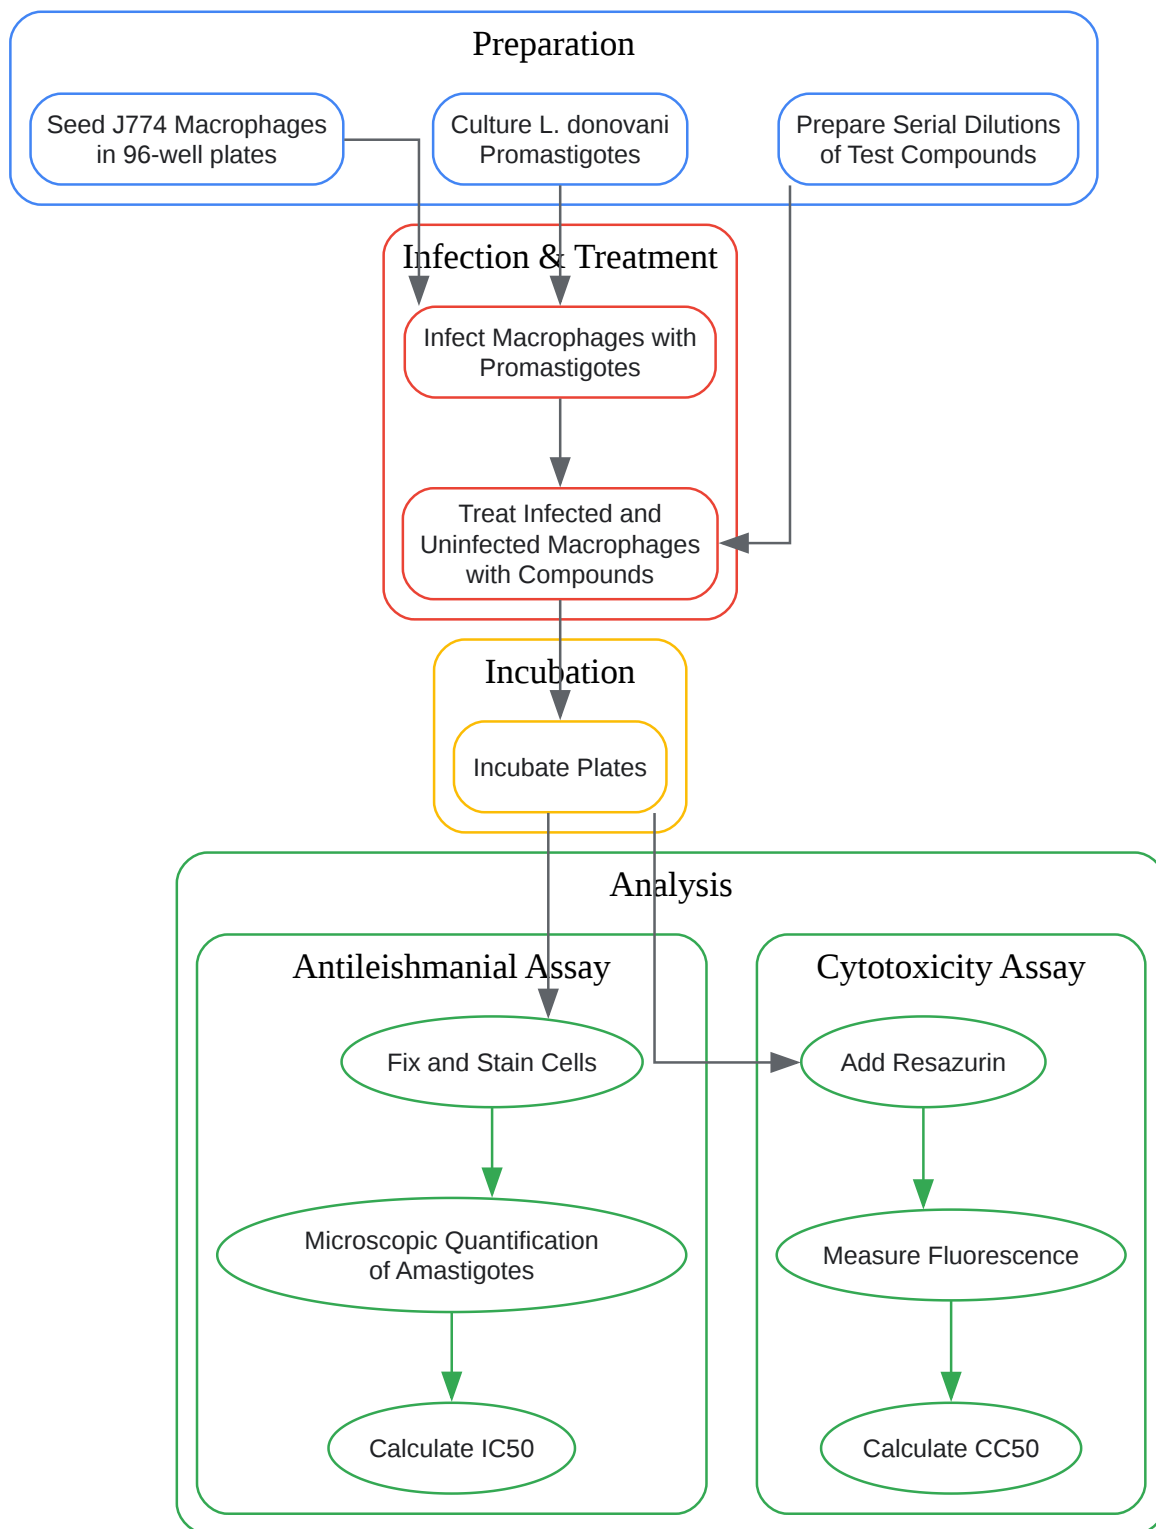 Preparation
Seed J774 Macrophages
in 96-well plates
Culture L. donovani
Promastigotes
Prepare Serial Dilutions
of Test Compounds
Infection & Treatment
Infect Macrophages with
Promastigotes
Treat Infected and
Uninfected Macrophages
with Compounds
Incubation
Incubate Plates
Analysis
Antileishmanial Assay
Fix and Stain Cells
Microscopic Quantification
of Amastigotes
Calculate IC50
Cytotoxicity Assay
Add Resazurin
Measure Fluorescence
Calculate CC50